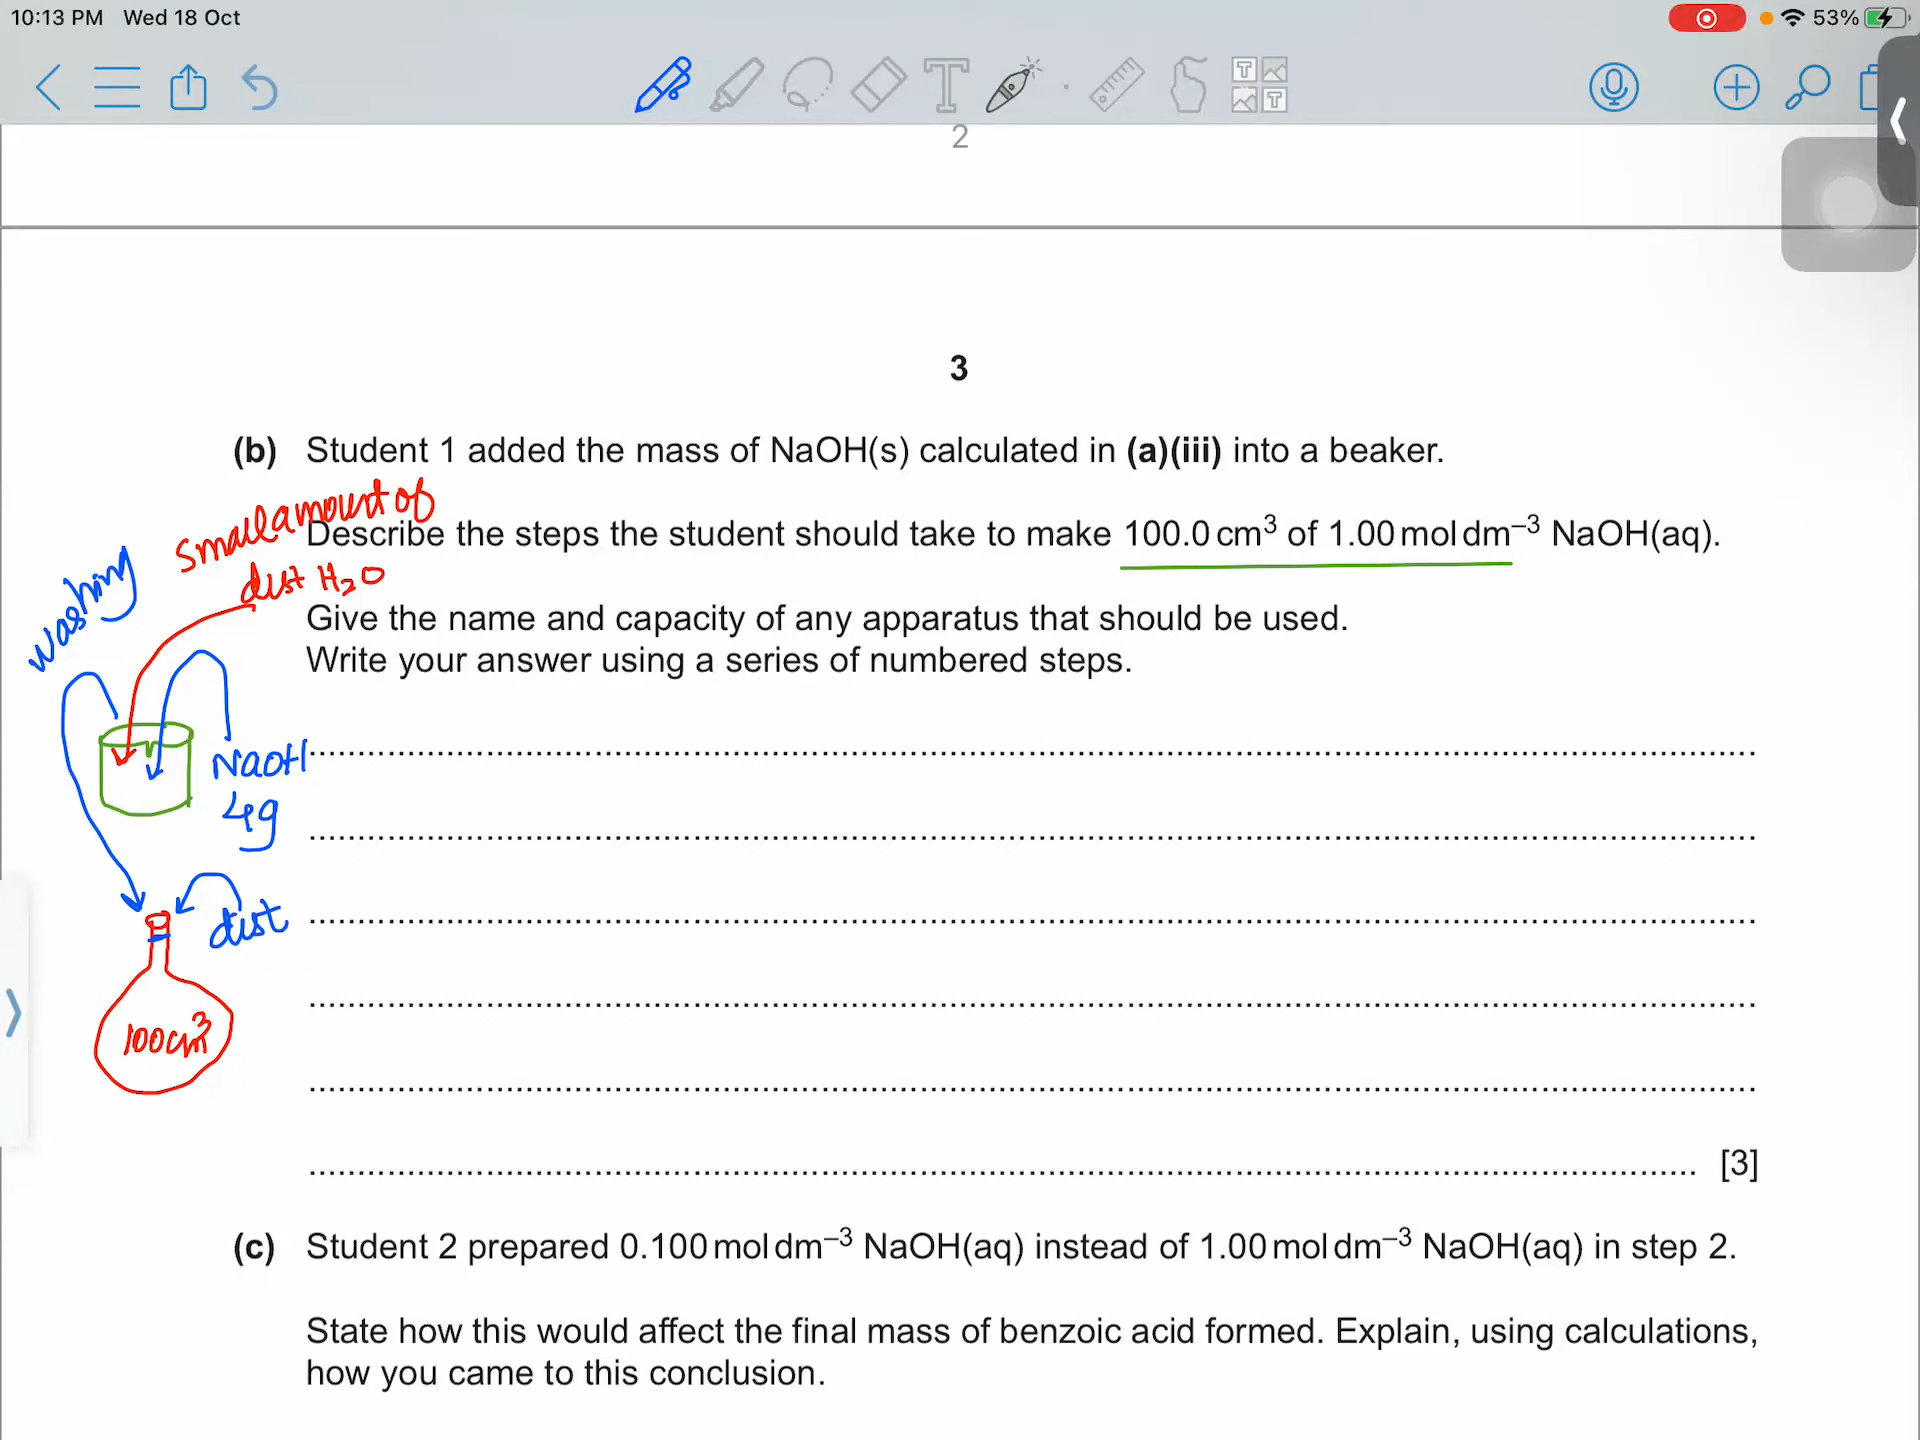 10:13 PM Wed 18 Oct
53%
2
3
(b) Student 1 added the mass of NaOH(s) calculated in (a)(iii) into a beaker.
Small amount of
Describe the steps the student should take to make 100.0 cm³ of 1.00 mol dm⁻³ NaOH(aq).
dist H₂O
washing
Give the name and capacity of any apparatus that should be used.
Write your answer using a series of numbered steps.
NaOH
4g
dist
100cm³
[3]
(c) Student 2 prepared 0.100 mol dm⁻³ NaOH(aq) instead of 1.00 mol dm⁻³ NaOH(aq) in step 2.
State how this would affect the final mass of benzoic acid formed. Explain, using calculations,
how you came to this conclusion.